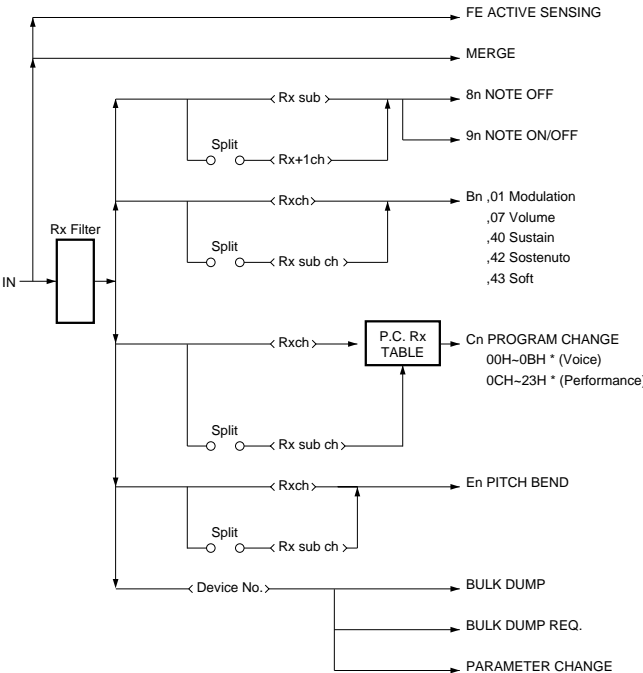 FE ACTIVE SENSING
MERGE
< Rx sub >
8n NOTE OFF
9n NOTE ON/OFF
Split
< Rx+1ch >
< Rxch >
Bn ,01 Modulation
,07 Volume
,40 Sustain
,42 Sostenuto
,43 Soft
Split
< Rx sub ch >
Rx Filter
IN
< Rxch >
P.C. Rx
TABLE
Cn PROGRAM CHANGE
00H~0BH * (Voice)
0CH~23H * (Performance)
Split
< Rx sub ch >
< Rxch >
En PITCH BEND
Split
< Rx sub ch >
< Device No. >
BULK DUMP
BULK DUMP REQ.
PARAMETER CHANGE